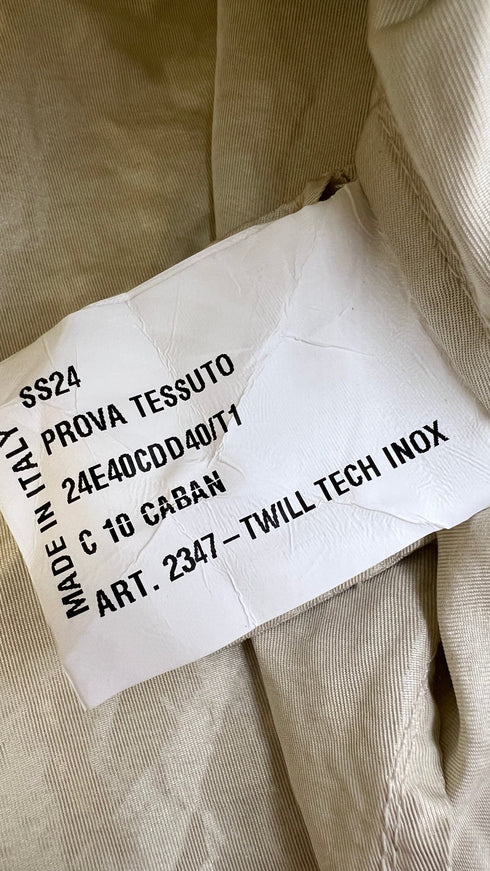 SS24
PROVA TESSUTO
24E40CDD40/T1
C 10 CABAN
ART. 2347-TWILL TECH INOX
MADE IN ITALY